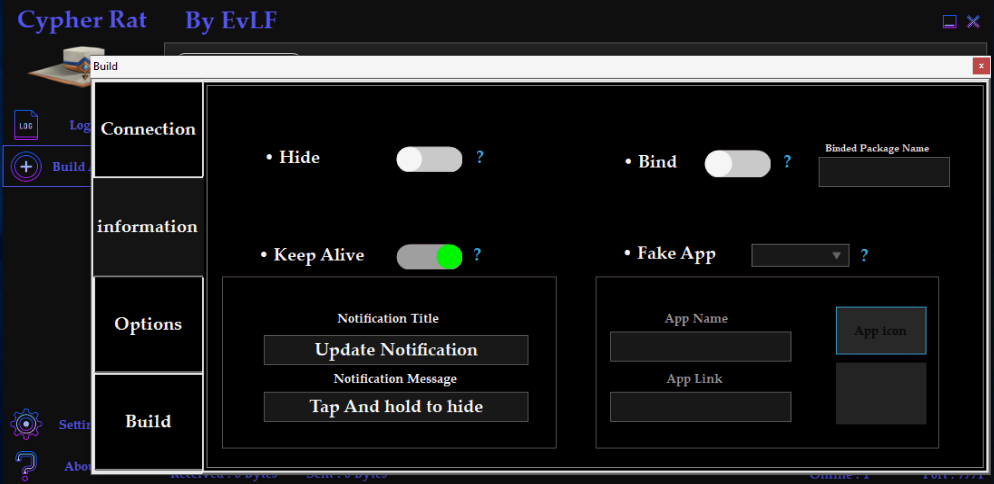 Cypher Rat By EvLF
Build
LOG
Log
Build
Connection
information
Options
Build
• Hide ?
• Bind ?
Binded Package Name
• Keep Alive ?
• Fake App ?
Notification Title
Update Notification
Notification Message
Tap And hold to hide
App Name
App Link
App icon
Settin
Abou
Received : 0 Bytes Sent : 0 Bytes Online : 1 Port : 7771